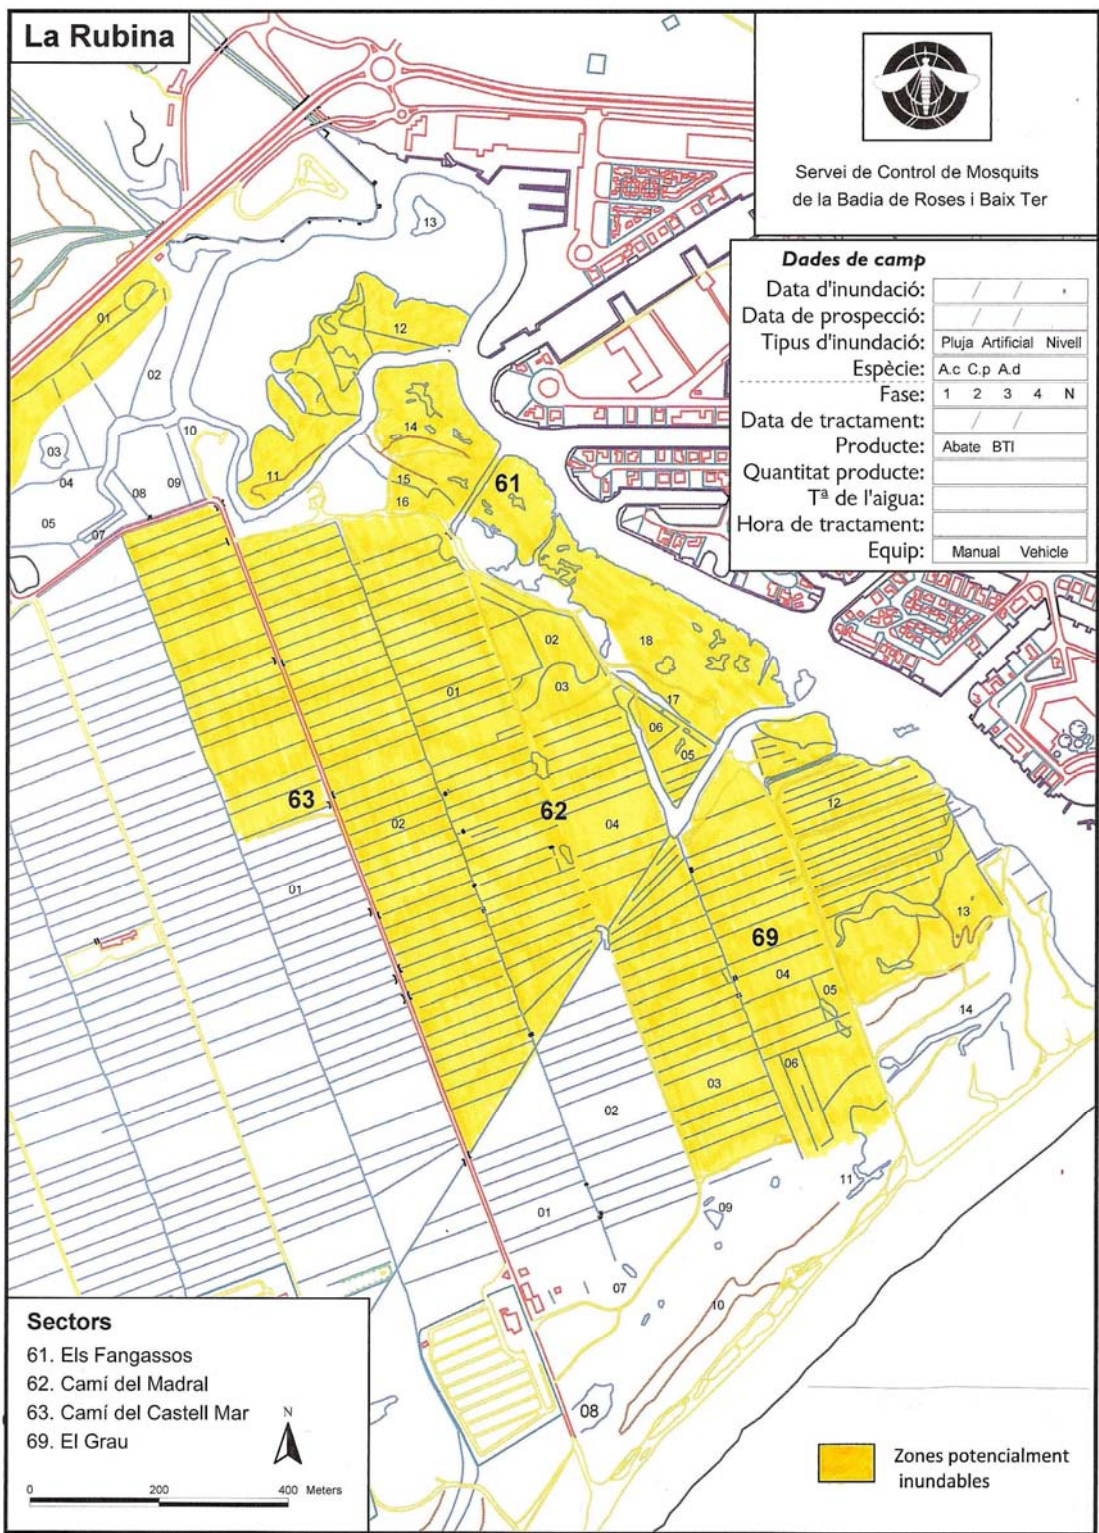 La Rubina
Servei de Control de Mosquits
de la Badia de Roses i Baix Ter
Dades de camp
Data d'inundació: / /
Data de prospecció: / /
Tipus d'inundació: Pluja Artificial Nivell
Espècie: A.c C.p A.d
Fase: 1 2 3 4 N
Data de tractament: / /
Producte: Abate BTI
Quantitat producte:
Tª de l'aigua:
Hora de tractament:
Equip: Manual Vehicle
13
01
12
02
14
10
03
11
15
04
08
09
16
61
05
07
02
18
01
03
17
06
05
63
62
02
04
12
01
69
13
04
05
14
06
03
02
11
01
09
07
10
08
Sectors
61. Els Fangassos
62. Camí del Madral
63. Camí del Castell Mar
69. El Grau
N
0 200 400 Meters
Zones potencialment
inundables